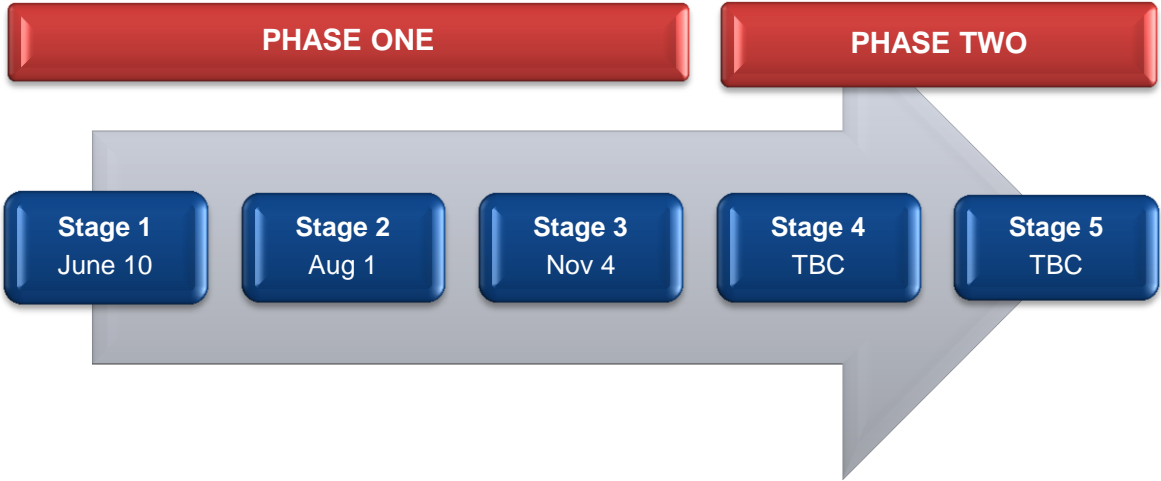 PHASE ONE
PHASE TWO
Stage 1
June 10
Stage 2
Aug 1
Stage 3
Nov 4
Stage 4
TBC
Stage 5
TBC